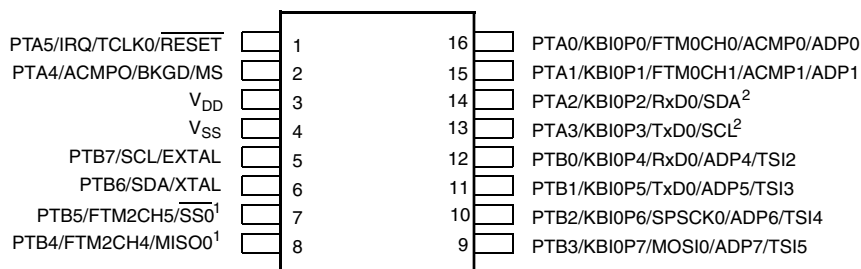 PTA5/IRQ/TCLK0/RESET 1
PTA4/ACMPO/BKGD/MS 2
VDD 3
VSS 4
PTB7/SCL/EXTAL 5
PTB6/SDA/XTAL 6
PTB5/FTM2CH5/SS0¹ 7
PTB4/FTM2CH4/MISO0¹ 8
16 PTA0/KBI0P0/FTM0CH0/ACMP0/ADP0
15 PTA1/KBI0P1/FTM0CH1/ACMP1/ADP1
14 PTA2/KBI0P2/RxD0/SDA²
13 PTA3/KBI0P3/TxD0/SCL²
12 PTB0/KBI0P4/RxD0/ADP4/TSI2
11 PTB1/KBI0P5/TxD0/ADP5/TSI3
10 PTB2/KBI0P6/SPSCK0/ADP6/TSI4
9 PTB3/KBI0P7/MOSI0/ADP7/TSI5